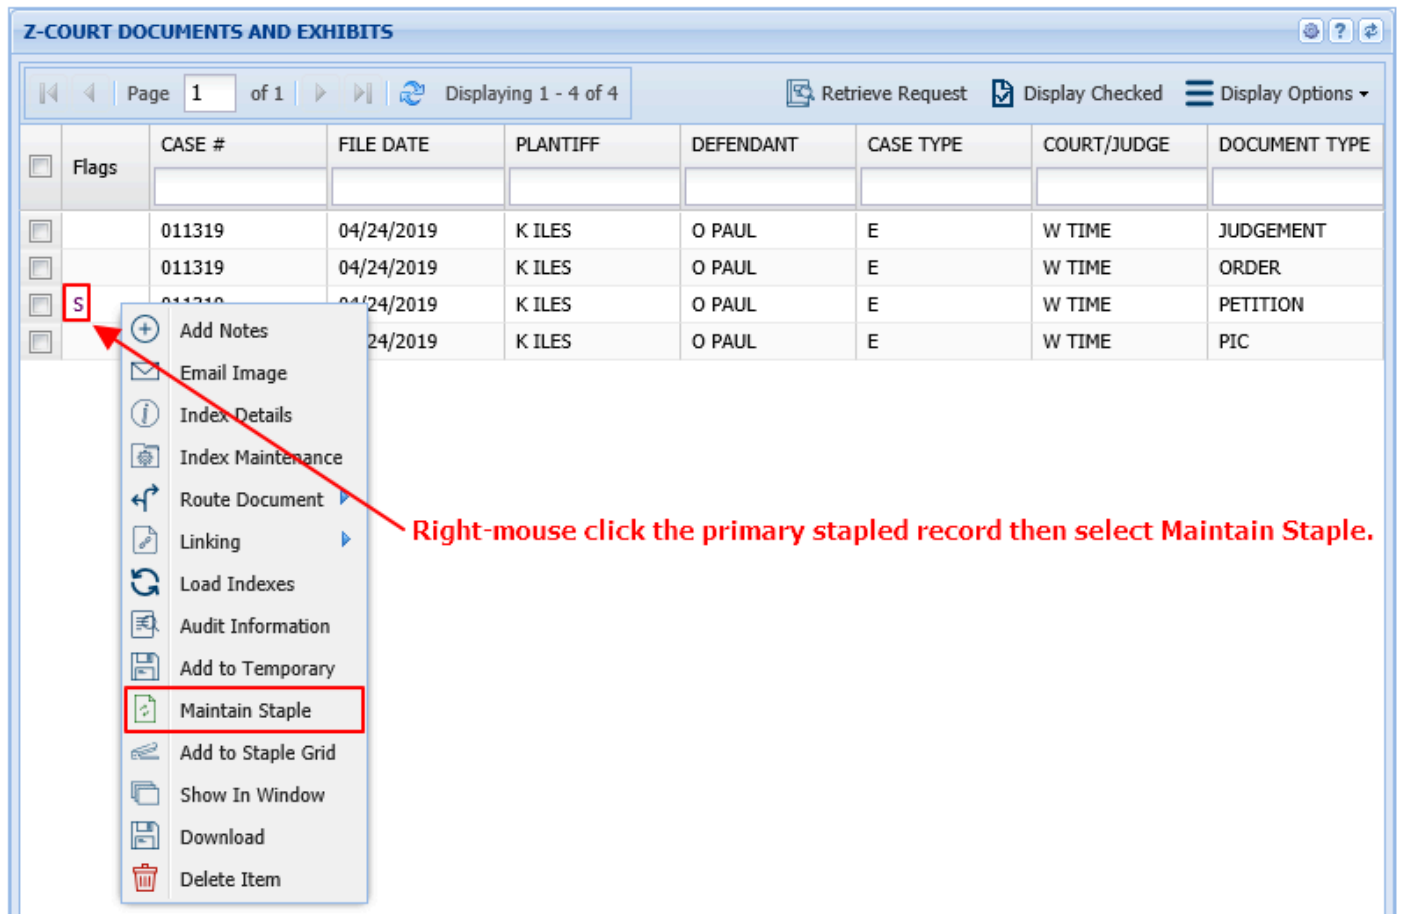 Z-COURT DOCUMENTS AND EXHIBITS
Page 1 of 1 Displaying 1 - 4 of 4 Retrieve Request Display Checked Display Options
Flags CASE # FILE DATE PLANTIFF DEFENDANT CASE TYPE COURT/JUDGE DOCUMENT TYPE
011319 04/24/2019 K ILES O PAUL E W TIME JUDGEMENT
011319 04/24/2019 K ILES O PAUL E W TIME ORDER
S 011319 04/24/2019 K ILES O PAUL E W TIME PETITION
24/2019 K ILES O PAUL E W TIME PIC
Add Notes
Email Image
Index Details
Index Maintenance
Route Document
Right-mouse click the primary stapled record then select Maintain Staple.
Linking
Load Indexes
Audit Information
Add to Temporary
Maintain Staple
Add to Staple Grid
Show In Window
Download
Delete Item